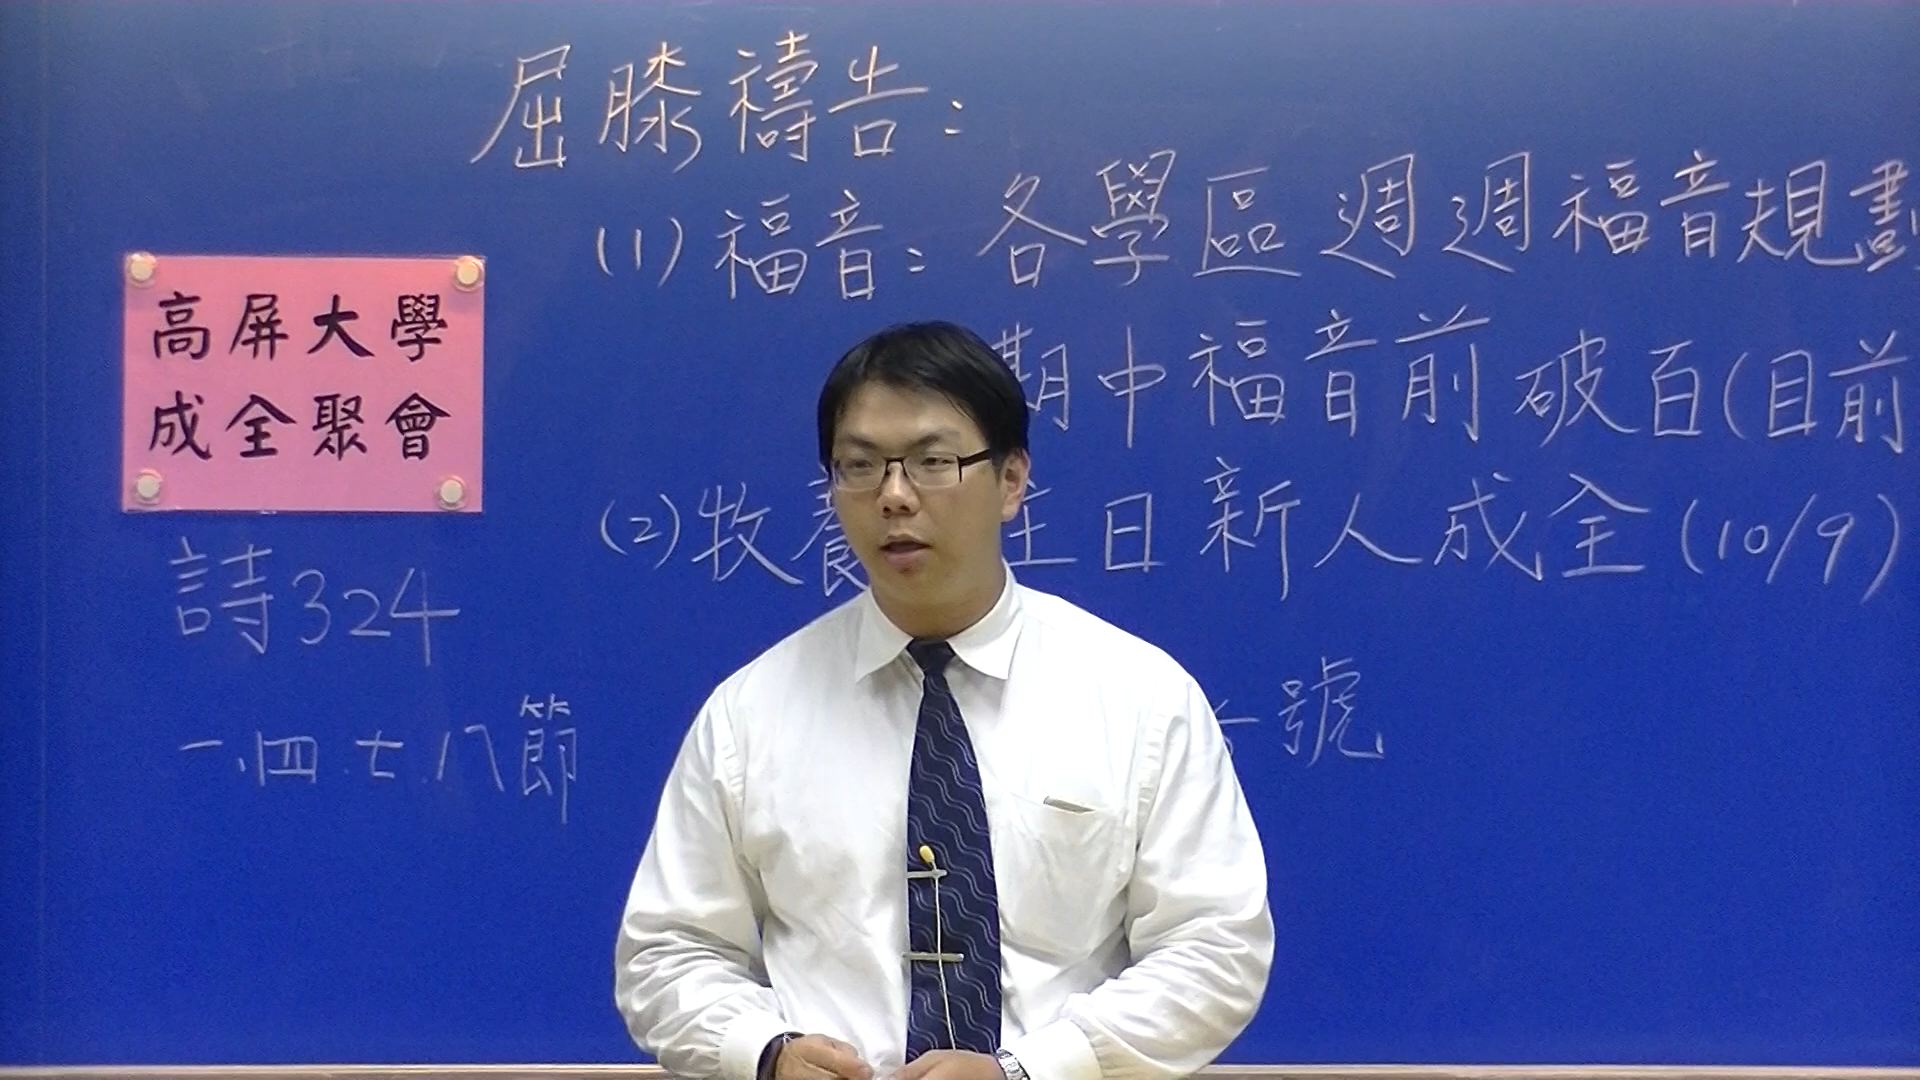 屈膝禱告：
(1) 福音：各學區週週福音規劃
期中福音前破百(目前
(2) 牧養 主日新人成全(10/9)
號
高屏大學
成全聚會
詩324
一.四.七.八節